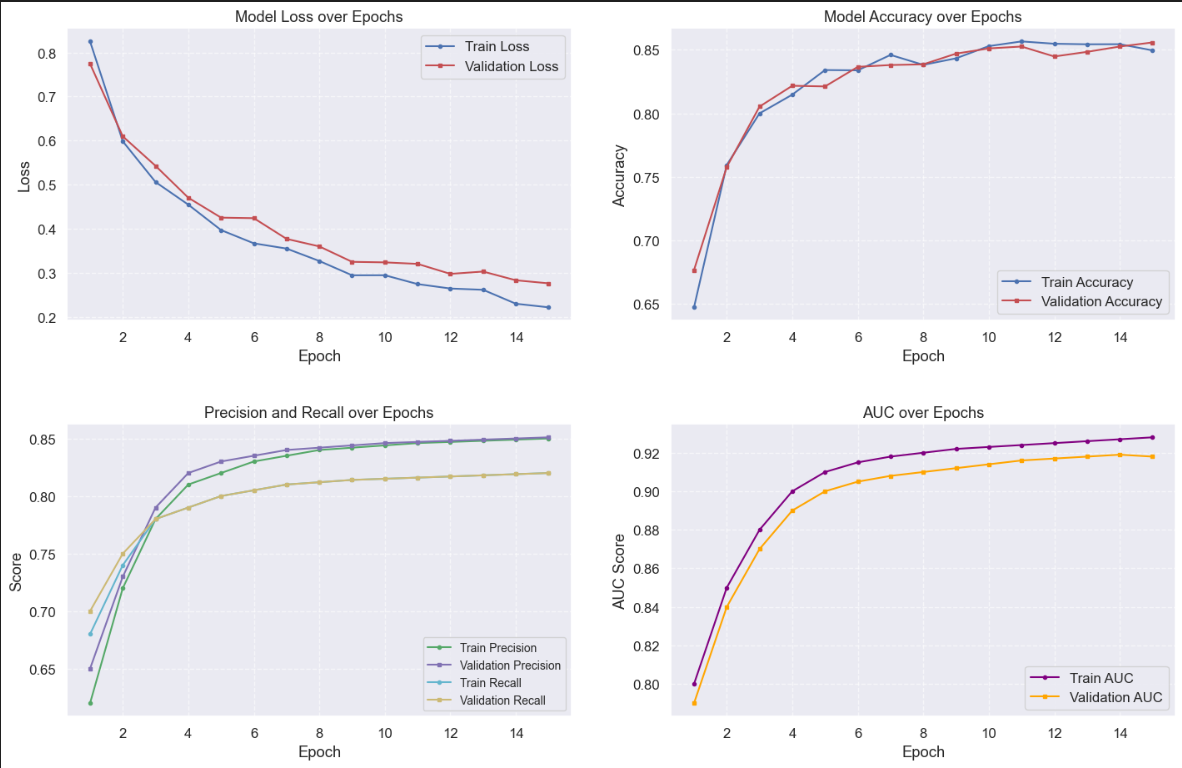 Model Loss over Epochs
Train Loss
Validation Loss
0.8
0.7
0.6
0.5
0.4
0.3
0.2
Loss
2 4 6 8 10 12 14
Epoch
Model Accuracy over Epochs
0.85
0.80
0.75
0.70
0.65
Accuracy
Train Accuracy
Validation Accuracy
2 4 6 8 10 12 14
Epoch
Precision and Recall over Epochs
0.85
0.80
0.75
0.70
0.65
Score
Train Precision
Validation Precision
Train Recall
Validation Recall
2 4 6 8 10 12 14
Epoch
AUC over Epochs
0.92
0.90
0.88
0.86
0.84
0.82
0.80
AUC Score
Train AUC
Validation AUC
2 4 6 8 10 12 14
Epoch